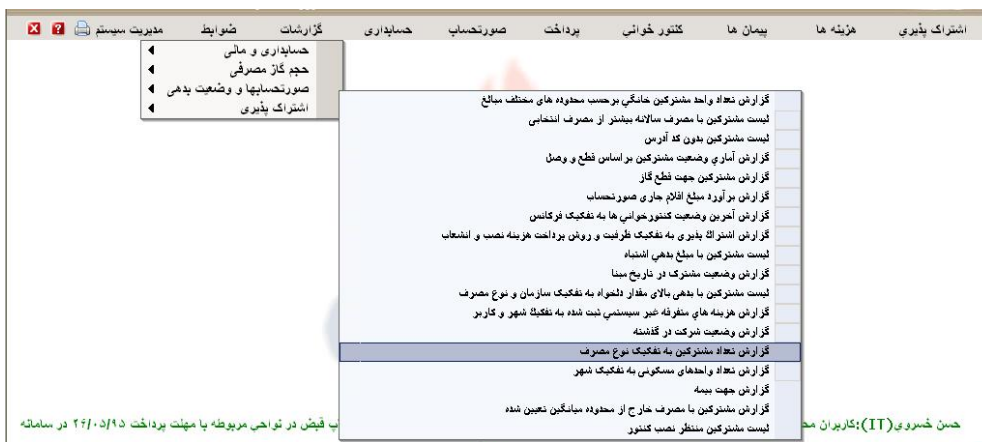 اشتراک پذیری هزینه ها پیمان ها کنتور خوانی پرداخت صورتحساب حسابداری گزارشات ضوابط مدیریت سیستم
حسابداری و مالی
حجم گاز مصرفی
صورتحسابها و وضعیت بدهی
اشتراک پذیری
گزارش تعداد واحد مشترکین خانگی برحسب محدوده های مختلف مبالغ
لیست مشترکین با مصرف سالانه بیشتر از مصرف انتخابی
لیست مشترکین بدون کد آدرس
گزارش آماری وضعیت مشترکین براساس قطع و وصل
گزارش مشترکین جهت قطع گاز
گزارش برآورد مبلغ اقلام جاری صورتحساب
گزارش آخرین وضعیت کنتورخوانی ها به تفکیک فرکانس
گزارش اشتراک پذیری به تفکیک ظرفیت و روش پرداخت هزینه نصب و انشعاب
لیست مشترکین با مبلغ بدهی اشتباه
گزارش وضعیت مشترک در تاریخ مبنا
لیست مشترکین با بدهی بالای مقدار دلخواه به تفکیک سازمان و نوع مصرف
گزارش هزینه های متفرقه غیر سیستمی ثبت شده به تفکیک شهر و کاربر
گزارش وضعیت شرکت در گذشته
گزارش تعداد مشترکین به تفکیک نوع مصرف
گزارش تعداد واحدهای مسکونی به تفکیک شهر
گزارش جهت بیمه
گزارش مشترکین با مصرف خارج از محدوده میانگین تعیین شده
لیست مشترکین منتظر نصب کنتور
حسن خسروی(IT):کاربران قبض در نواحی مربوطه با مهلت پرداخت ۲۶/۰۵/۹۵ در سامانه